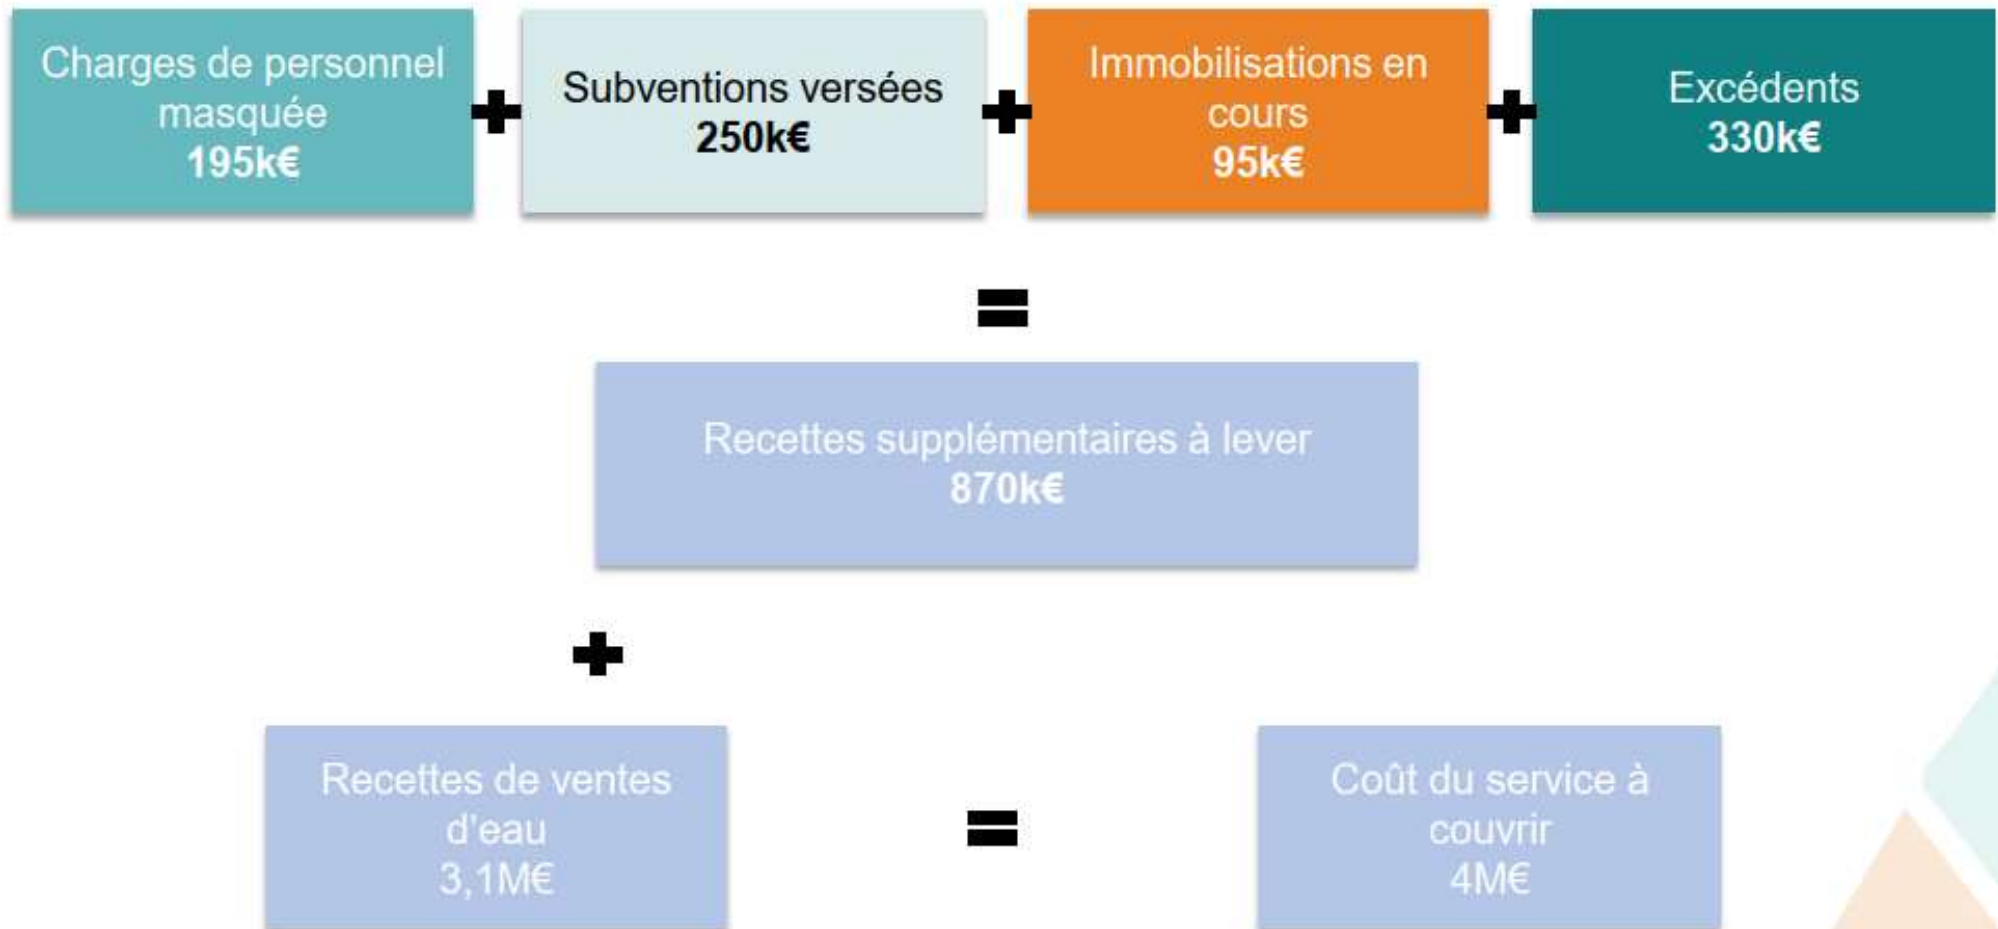 Charges de personnel
masquée
195k€
+
Subventions versées
250k€
+
Immobilisations en
cours
95k€
+
Excédents
330k€
=
Recettes supplémentaires à lever
870k€
+
Recettes de ventes
d'eau
3,1M€
=
Coût du service à
couvrir
4M€